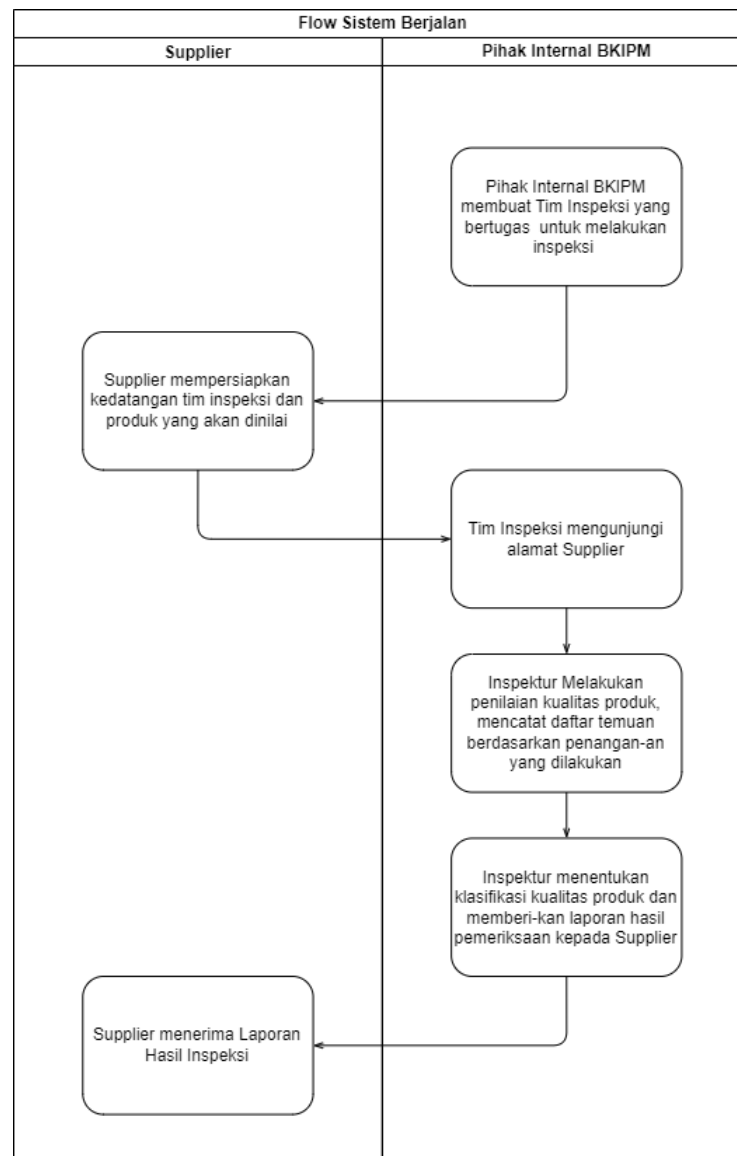 Flow Sistem Berjalan
Supplier
Pihak Internal BKIPM
Pihak Internal BKIPM
membuat Tim Inspeksi yang
bertugas untuk melakukan
inspeksi
Supplier mempersiapkan
kedatangan tim inspeksi dan
produk yang akan dinilai
Tim Inspeksi mengunjungi
alamat Supplier
Inspektur Melakukan
penilaian kualitas produk,
mencatat daftar temuan
berdasarkan penangan-an
yang dilakukan
Inspektur menentukan
klasifikasi kualitas produk dan
memberi-kan laporan hasil
pemeriksaan kepada Supplier
Supplier menerima Laporan
Hasil Inspeksi